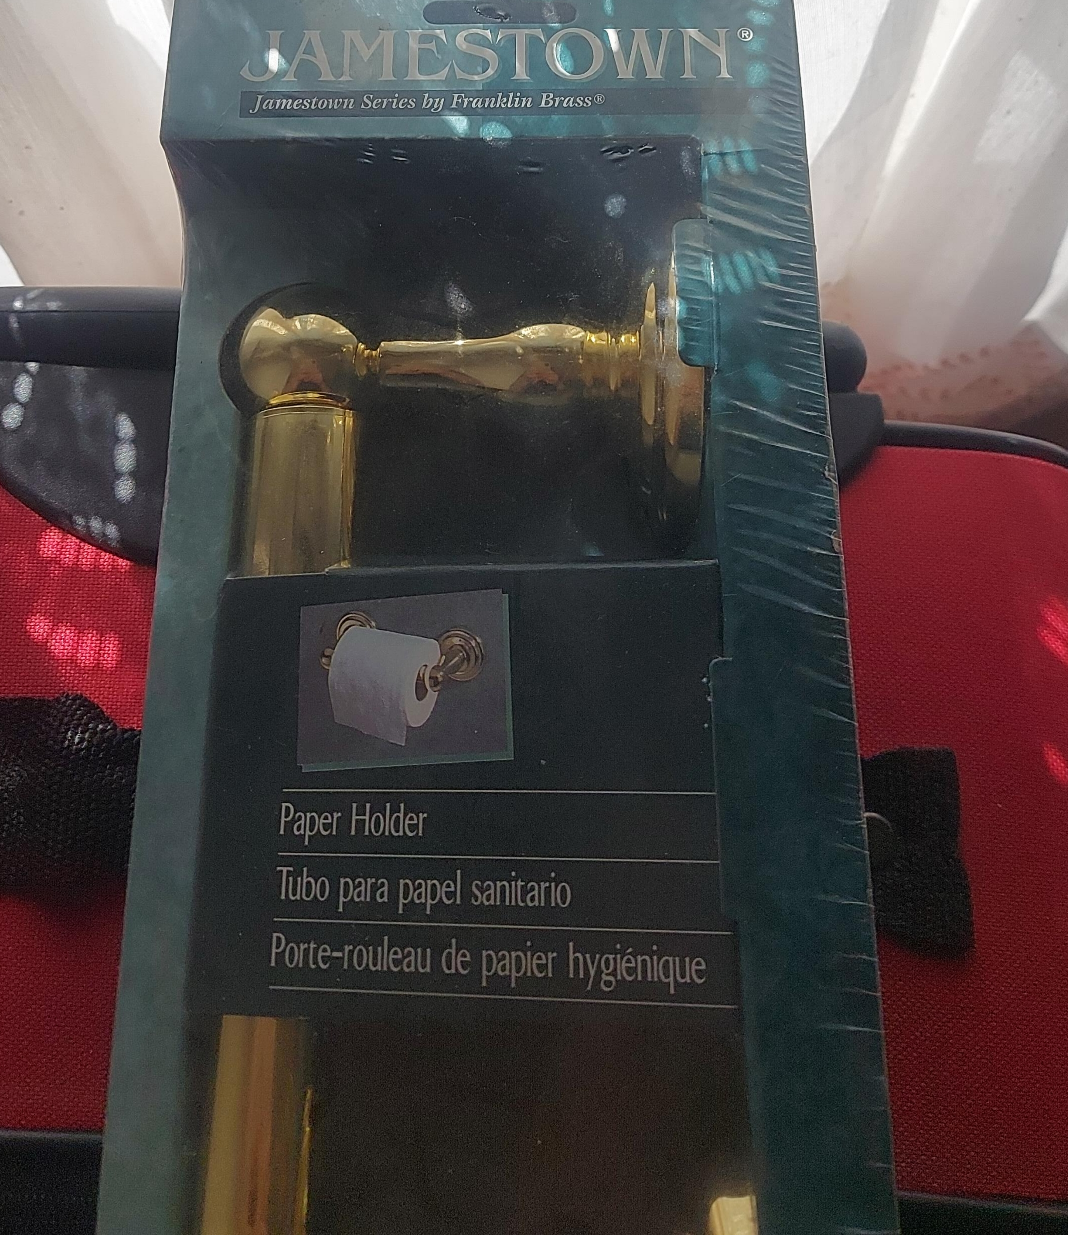 JAMESTOWN®
Jamestown Series by Franklin Brass®
Paper Holder
Tubo para papel sanitario
Porte-rouleau de papier hygiénique